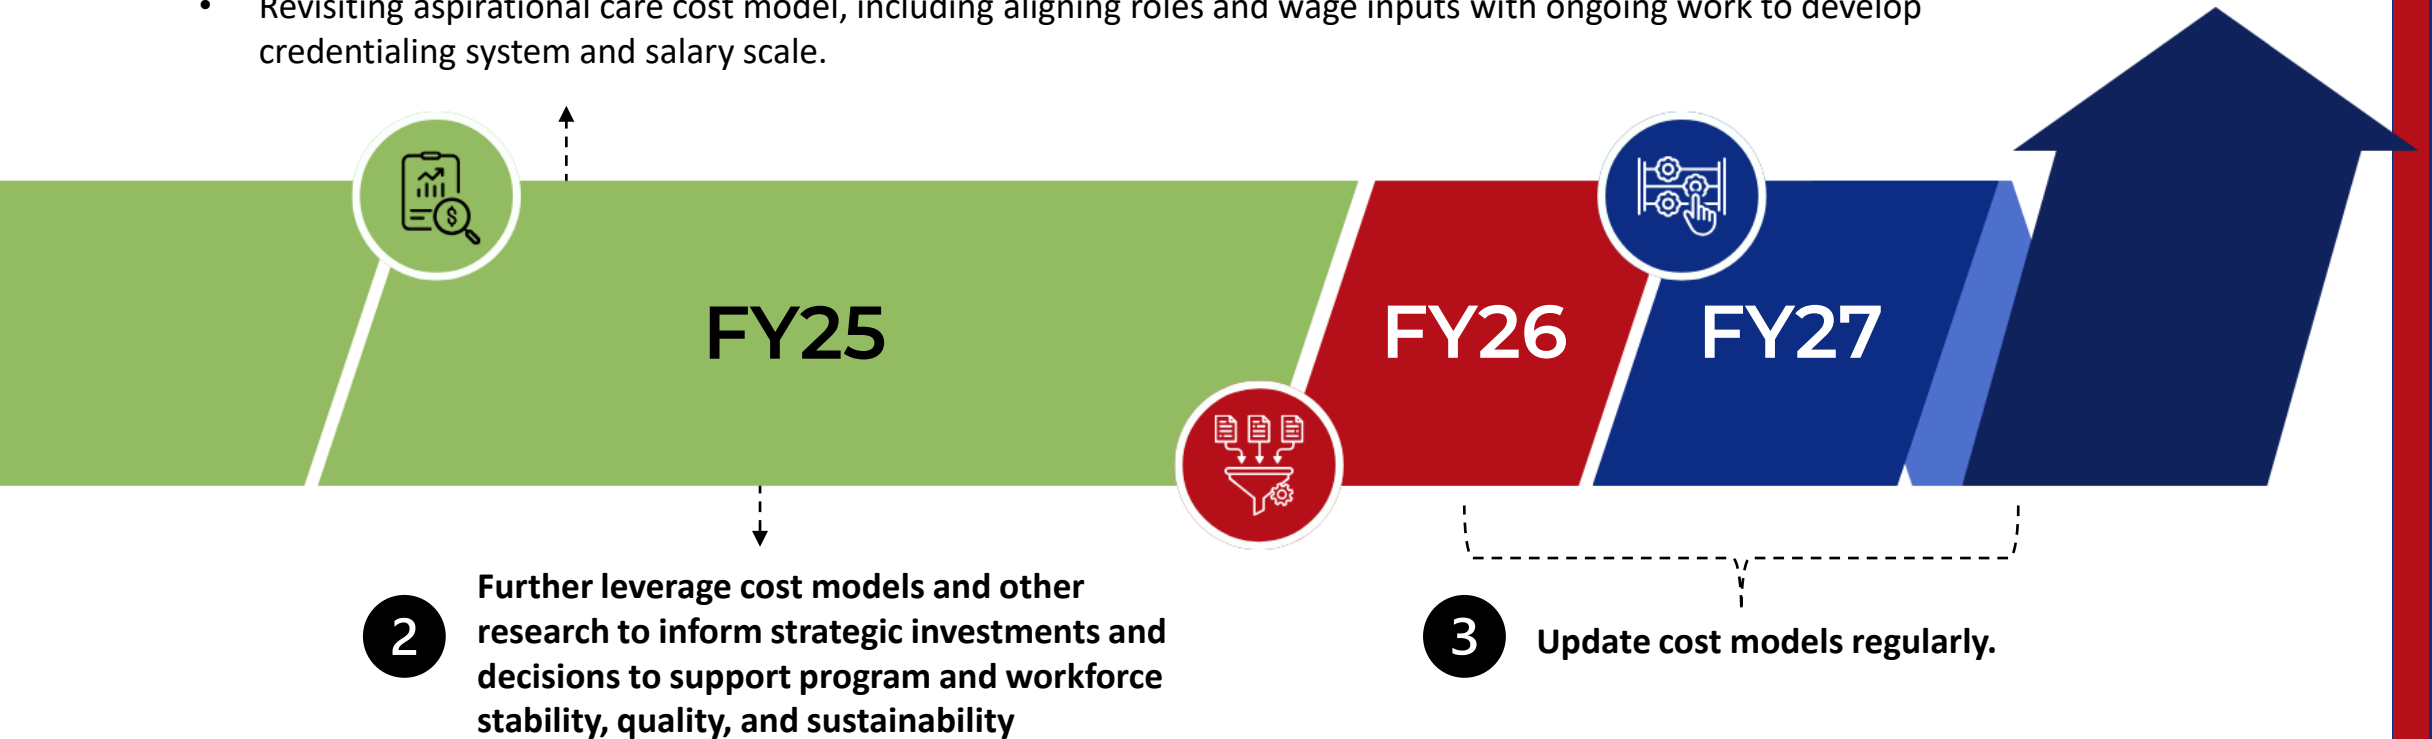 • Revisiting aspirational care cost model, including aligning roles and wage inputs with ongoing work to develop
credentialing system and salary scale.
FY25
FY26
FY27
2
Further leverage cost models and other
research to inform strategic investments and
decisions to support program and workforce
stability, quality, and sustainability
3
Update cost models regularly.